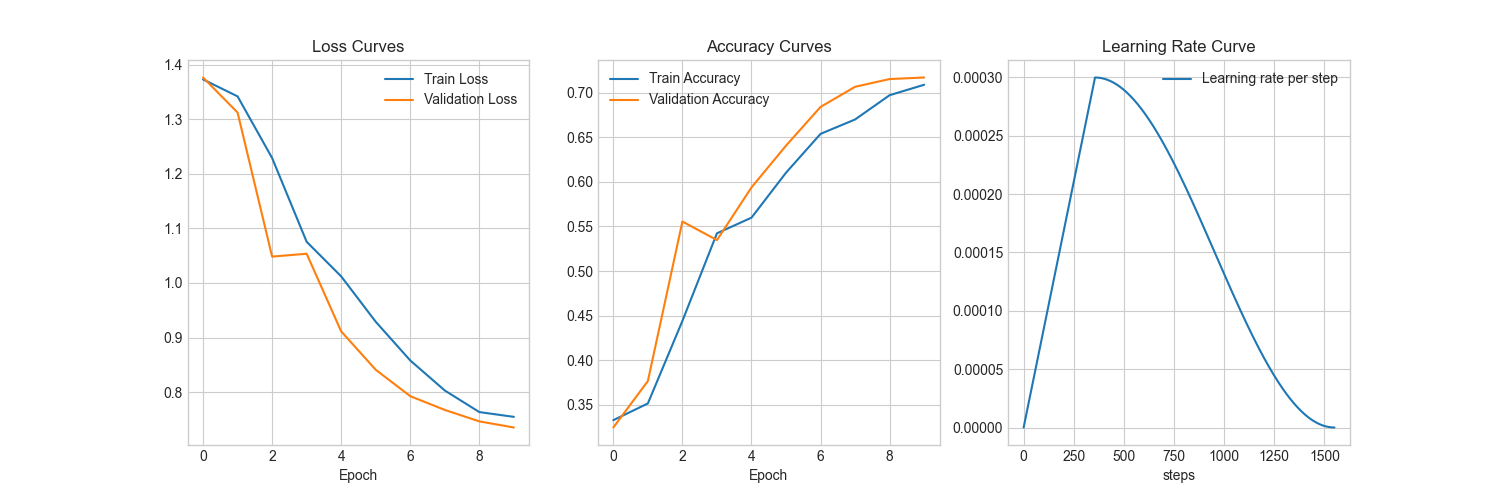 Loss Curves
Train Loss
Validation Loss
1.4
1.3
1.2
1.1
1.0
0.9
0.8
0 2 4 6 8
Epoch
Accuracy Curves
Train Accuracy
Validation Accuracy
0.70
0.65
0.60
0.55
0.50
0.45
0.40
0.35
0 2 4 6 8
Epoch
Learning Rate Curve
Learning rate per step
0.00030
0.00025
0.00020
0.00015
0.00010
0.00005
0.00000
0 250 500 750 1000 1250 1500
steps